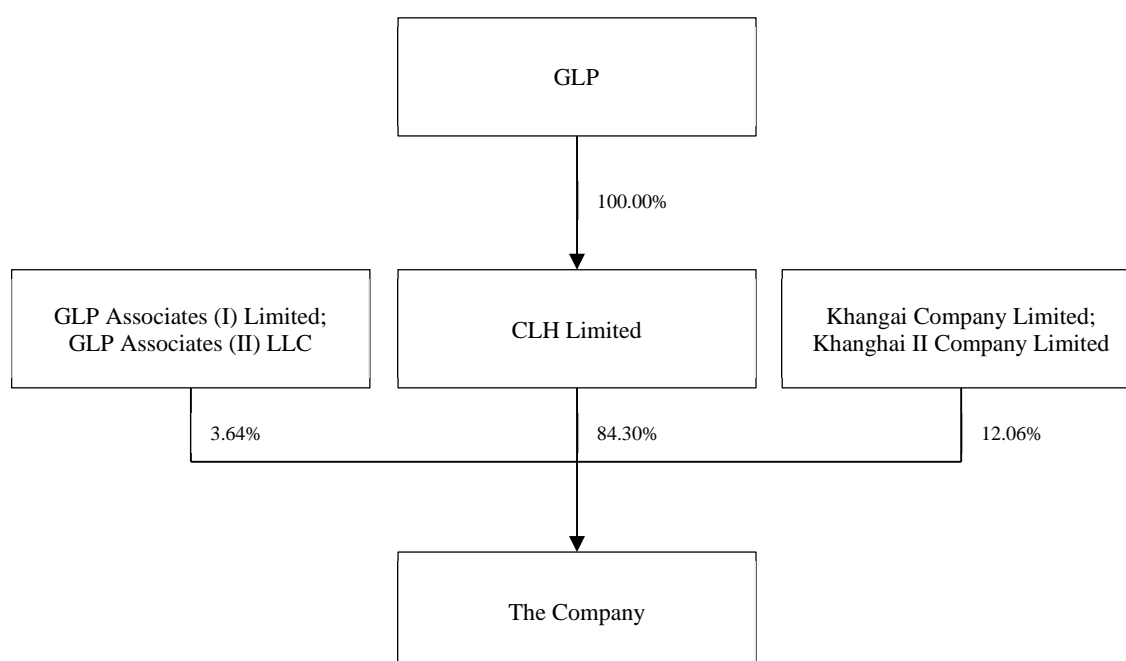 GLP
100.00%
GLP Associates (I) Limited;
GLP Associates (II) LLC
CLH Limited
Khangai Company Limited;
Khanghai II Company Limited
3.64%
84.30%
12.06%
The Company